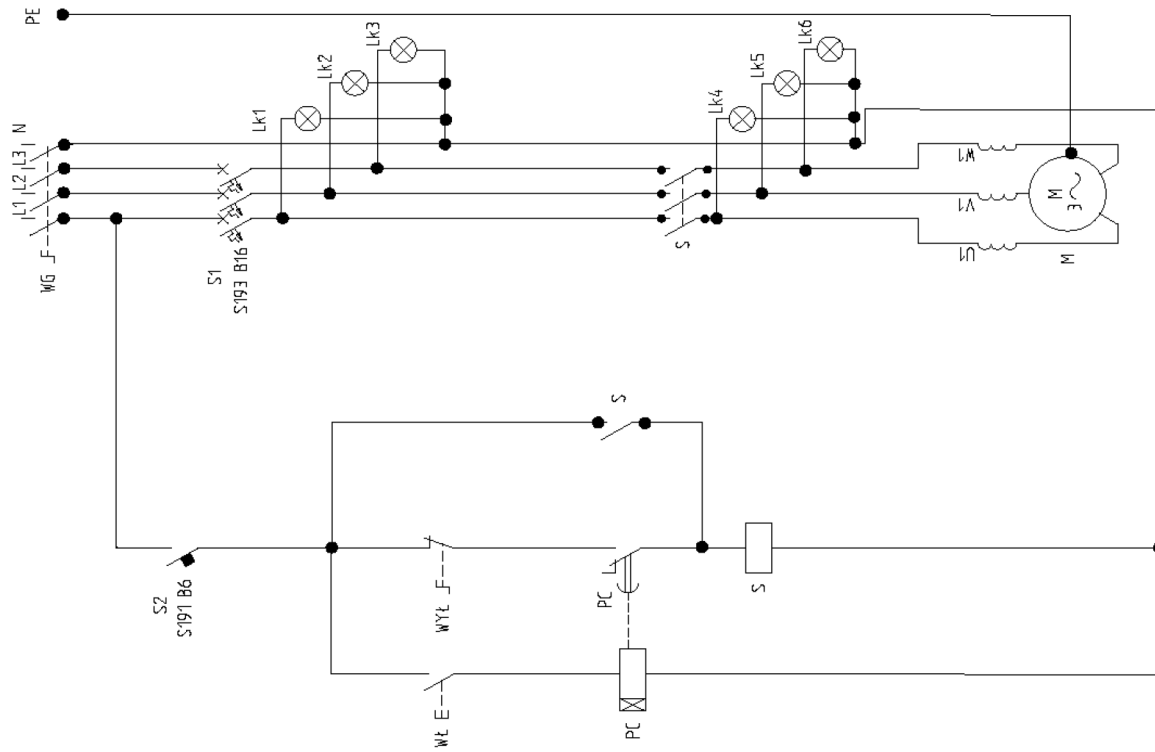 PE
L1
L2
L3
N
WG
Lk1
Lk2
Lk3
Lk4
Lk5
Lk6
S1
S193 B16
S
U1
V1
W1
M
3
M
S
S2
S191 B6
WYŁ
PC
S
WŁ
PC